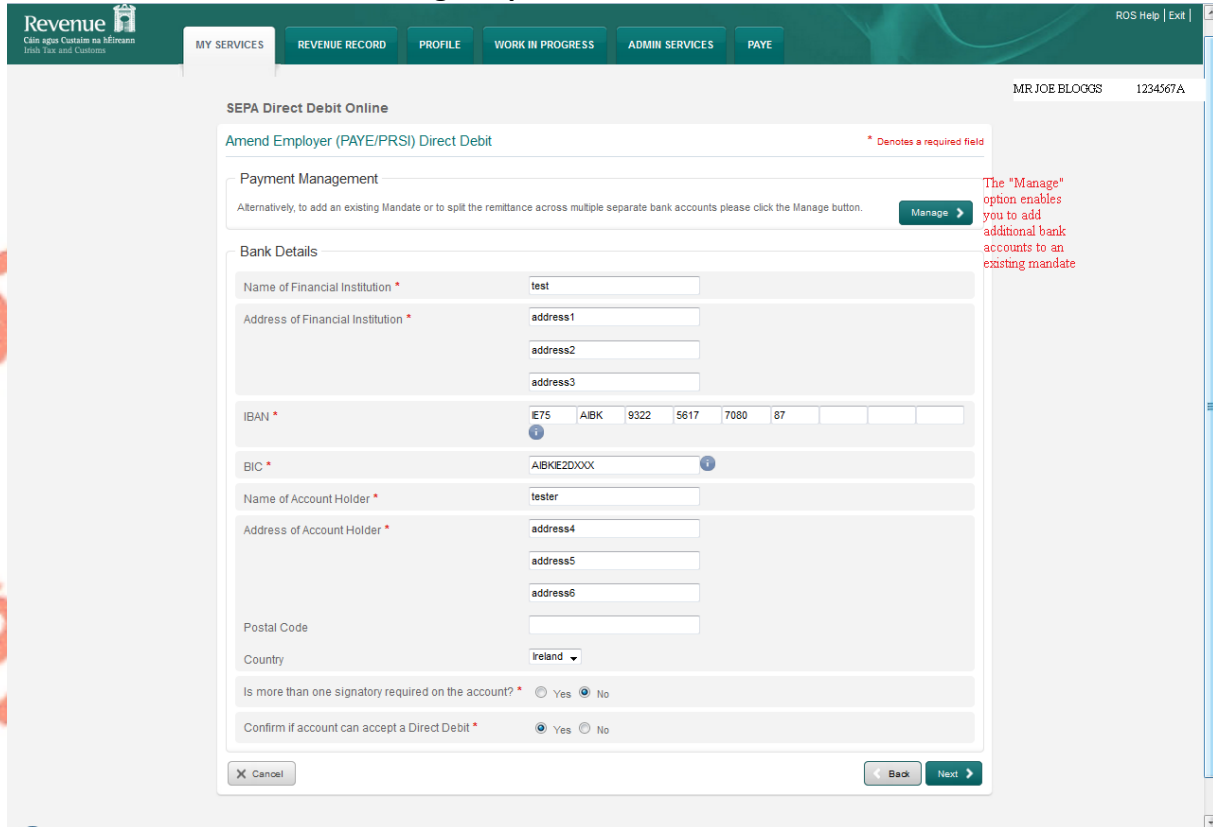 ROS Help | Exit |
Revenue
Cáin agus Custaim na hÉireann
Irish Tax and Customs
MY SERVICES REVENUE RECORD PROFILE WORK IN PROGRESS ADMIN SERVICES PAYE
MR JOE BLOGGS 1234567A
SEPA Direct Debit Online
Amend Employer (PAYE/PRSI) Direct Debit
* Denotes a required field
Payment Management
Alternatively, to add an existing Mandate or to split the remittance across multiple separate bank accounts please click the Manage button.
Manage
The "Manage"
option enables
you to add
additional bank
accounts to an
existing mandate
Bank Details
Name of Financial Institution * test
Address of Financial Institution * address1
address2
address3
IBAN * IE75 AIBK 9322 5617 7080 87
BIC * AIBKIE2DXXX
Name of Account Holder * tester
Address of Account Holder * address4
address5
address6
Postal Code
Country Ireland
Is more than one signatory required on the account? * Yes No
Confirm if account can accept a Direct Debit * Yes No
X Cancel Back Next